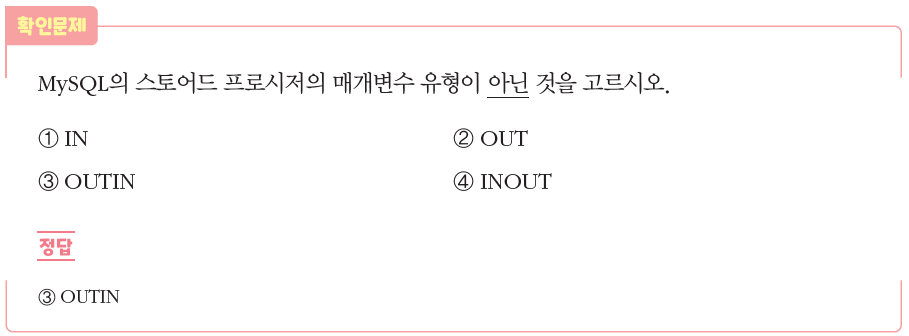 확인문제
MySQL의 스토어드 프로시저의 매개변수 유형이 아닌 것을 고르시오.
① IN ② OUT
③ OUTIN ④ INOUT
정답
③ OUTIN